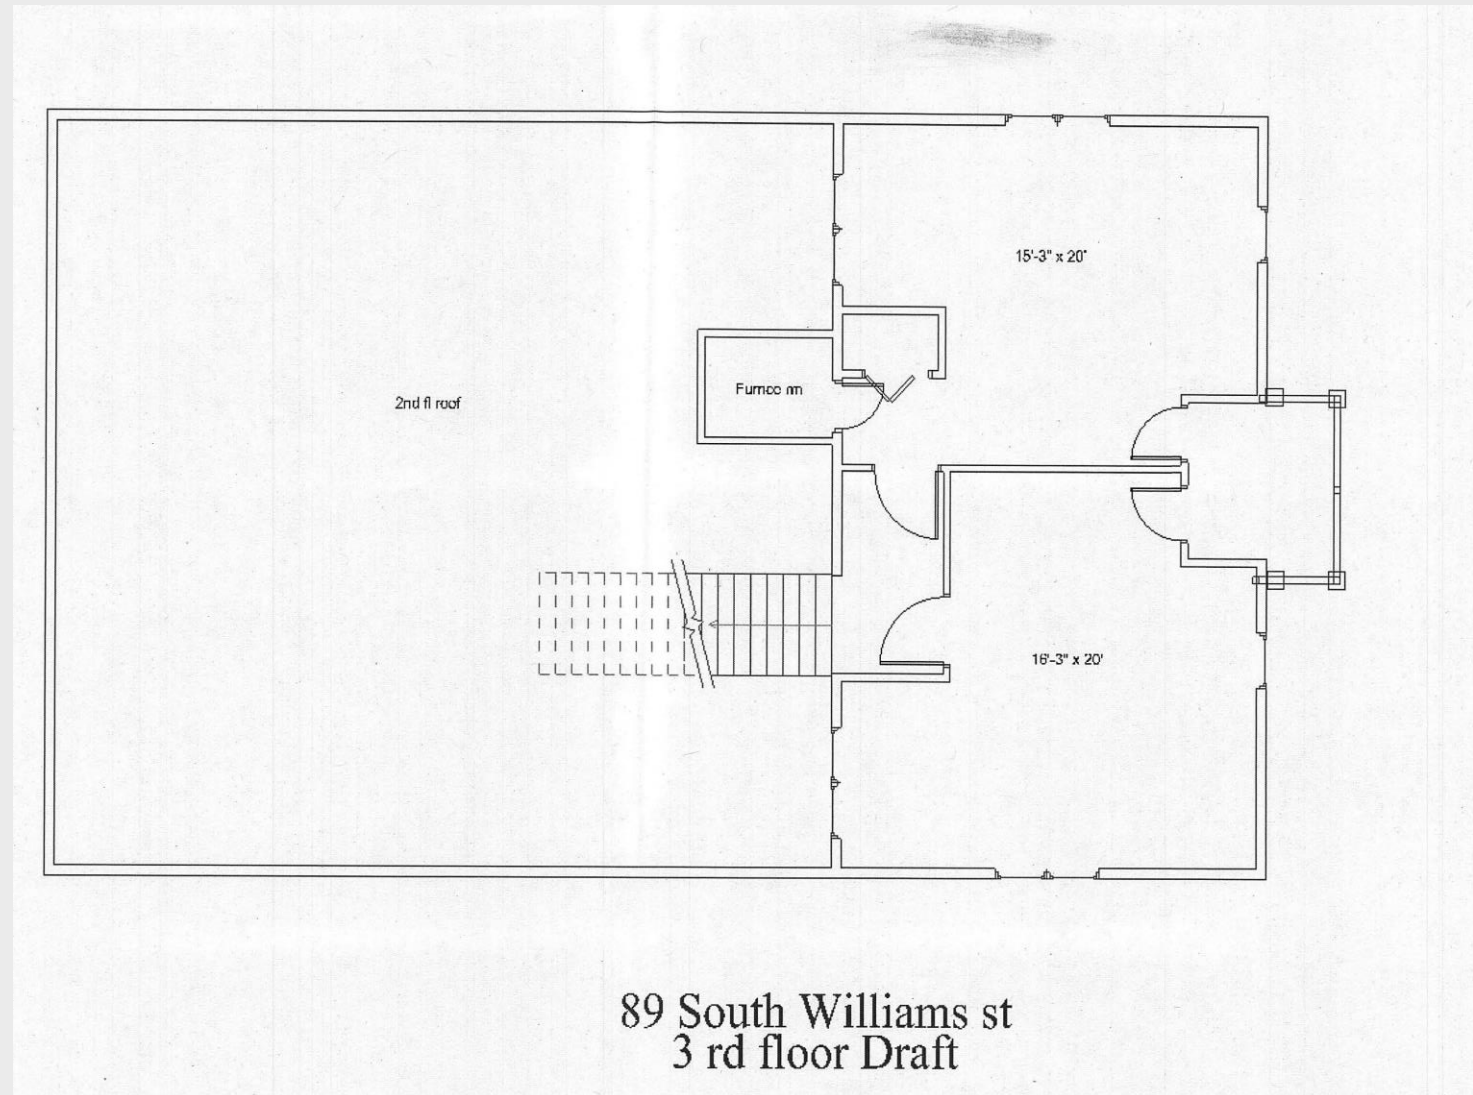 15'-3" x 20'
Furnce rm
2nd fl roof
16'-3" x 20'
89 South Williams st
3 rd floor Draft